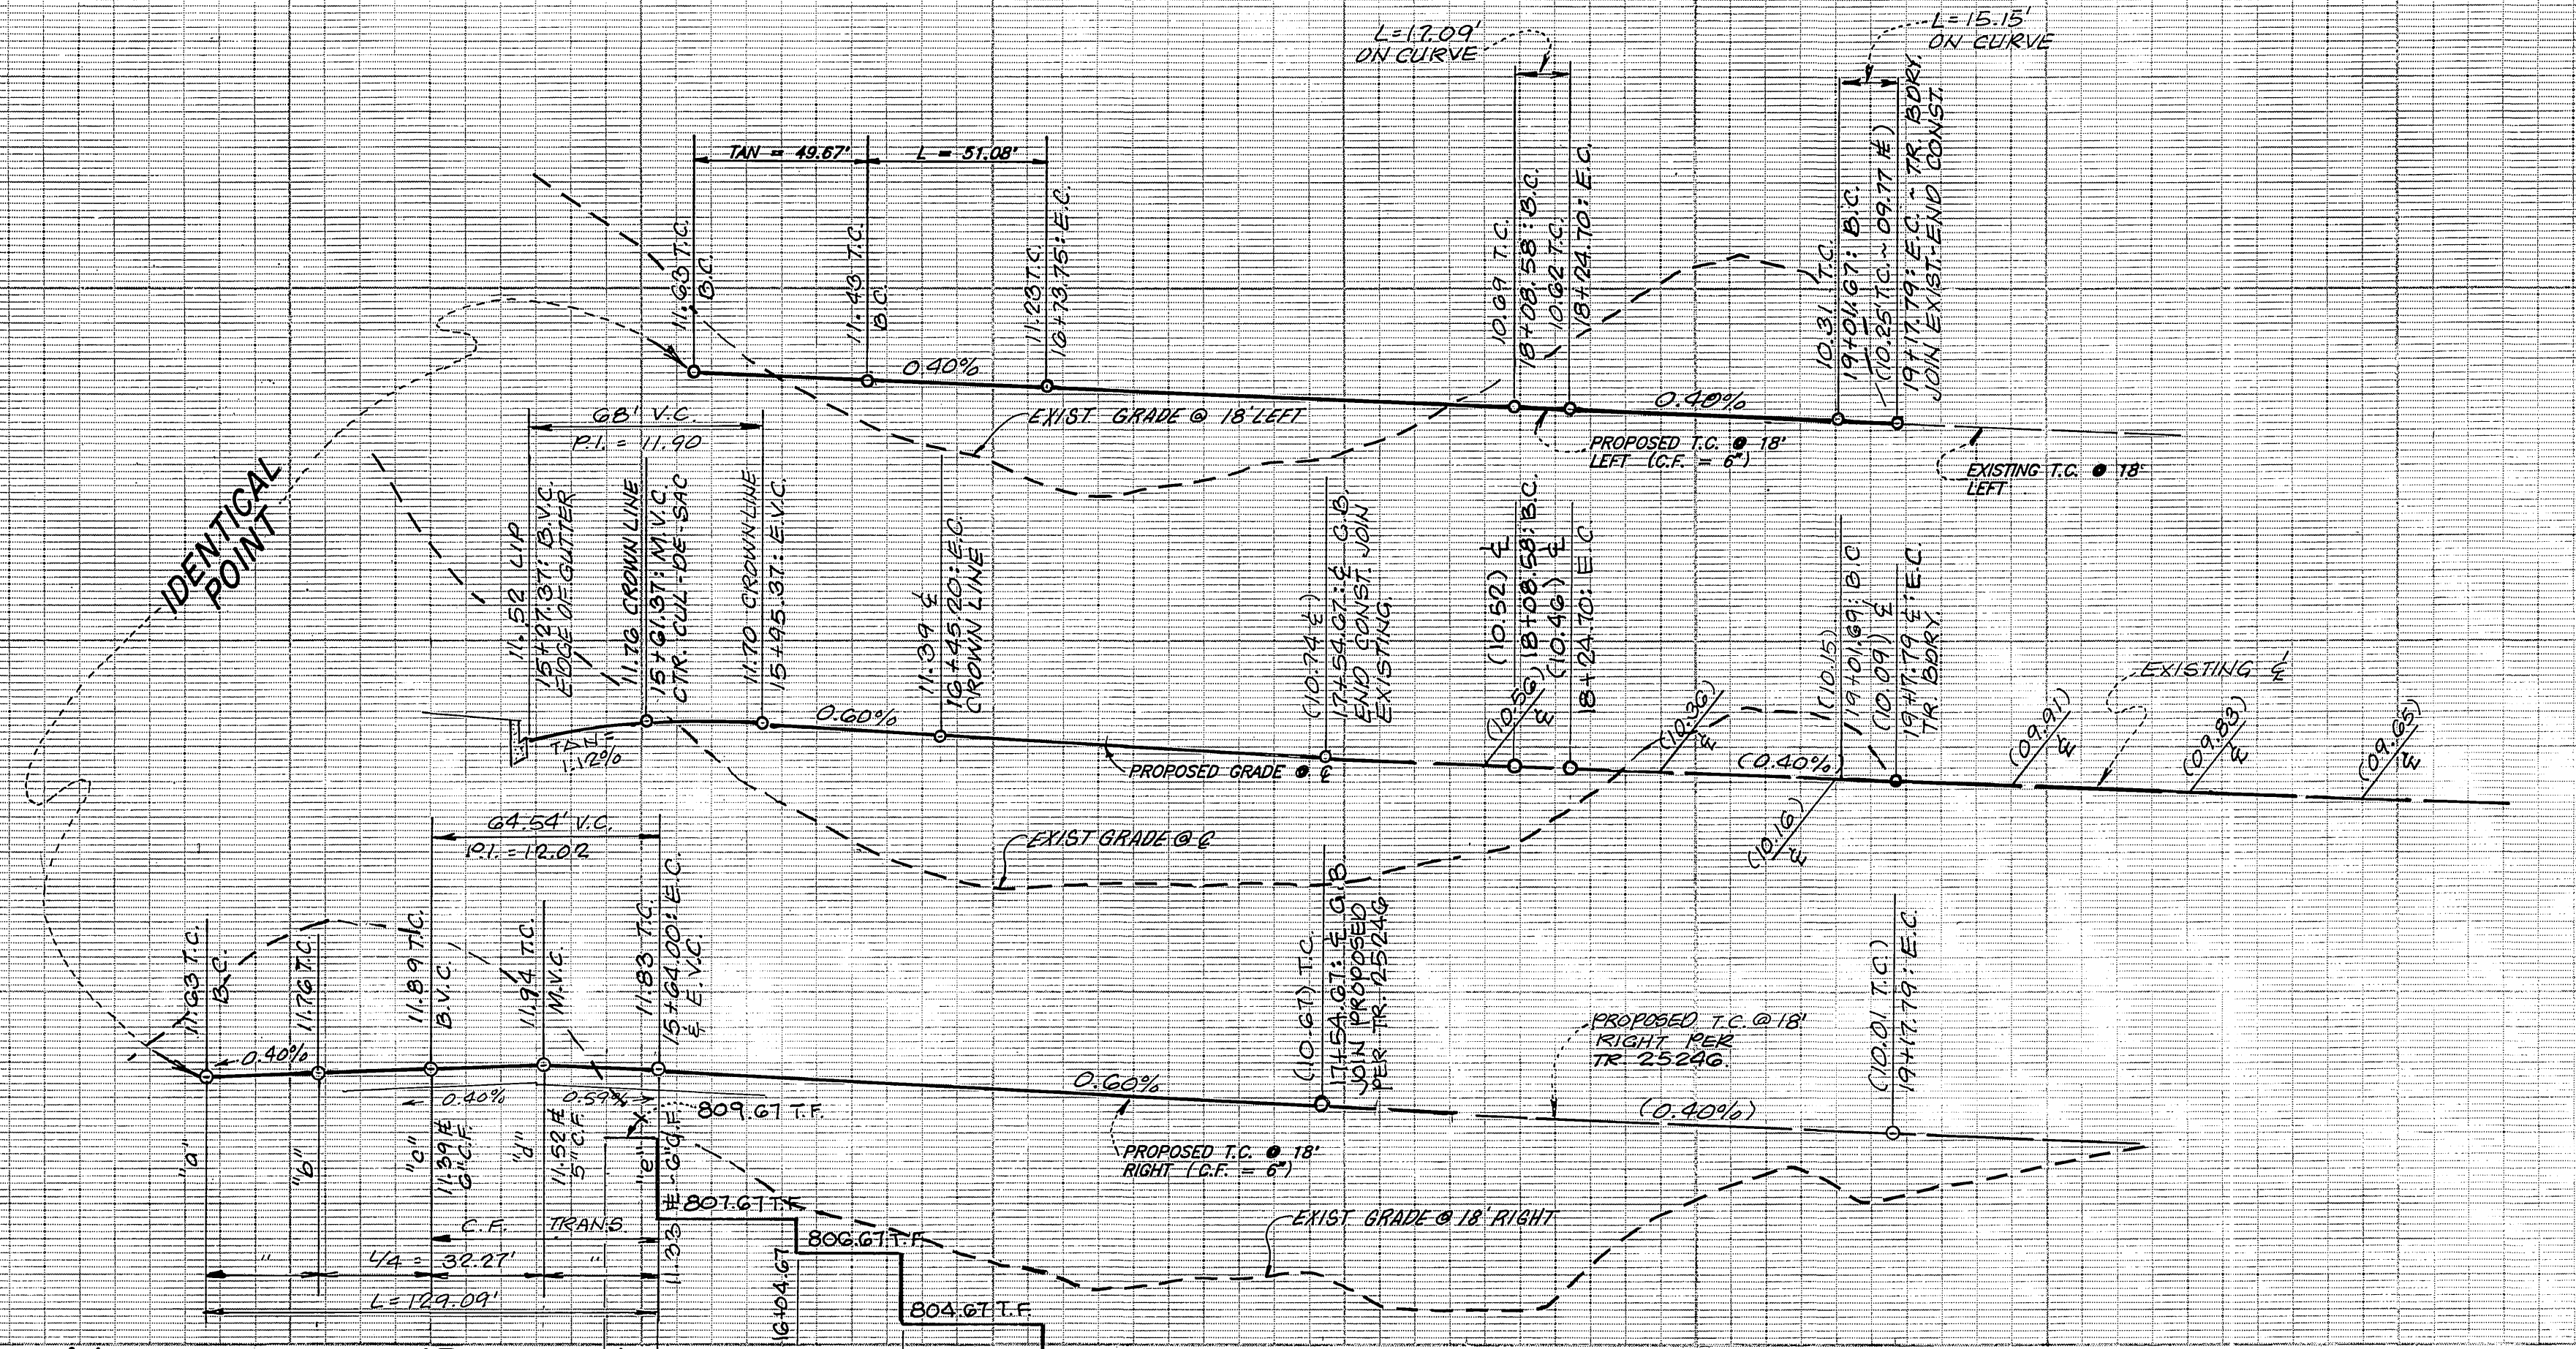 L=17.09'
ON CURVE
L=15.15'
ON CURVE
TAN = 49.67'
L = 51.08'
11.63 T.C.
B.C.
11.43 T.C.
B.C.
11.23 T.C.
16+73.75: E.C.
10.69 T.C.
18+08.58: B.C.
10.62 T.C.
18+24.70: E.C.
10.31 T.C.
19+01.67: B.C.
(10.25 T.C. ~ 09.77 ⅊)
19+17.79: E.C. ~ TR. BDRY.
JOIN EXIST-END CONST.
0.40%
0.40%
EXIST GRADE @ 18' LEFT
PROPOSED T.C. @ 18'
LEFT (C.F. = 6")
EXISTING T.C. @ 18'
LEFT
IDENTICAL
POINT
68' V.C.
P.I. = 11.90
11.52 LIP
15+27.37: B.V.C.
EDGE OF GUTTER
11.76 CROWN LINE
15+61.37: M.V.C.
CTR. CUL-DE-SAC
11.70 CROWN LINE
15+95.37: E.V.C.
11.39 ℄
16+45.20: E.C.
CROWN LINE
(10.74 ℄)
17+54.67: ℄ G.B.
END CONST. JOIN
EXISTING.
(10.52) ℄
18+08.58: B.C.
(10.46) ℄
18+24.70: E.C
(10.15)
19+01.69: B.C
(10.09) ℄
19+17.79 ℄: E.C.
TR. BDRY.
TAN =
1.12%
0.60%
PROPOSED GRADE @ ℄
(10.56)
℄
(10.36)
℄
(0.40%)
(10.16)
℄
(09.91)
℄
(09.83)
℄
(09.65)
℄
EXISTING ℄
EXIST GRADE @ ℄
64.54' V.C.
P.I. = 12.02
11.63 T.C.
B.C.
11.76 T.C.
11.89 T.C.
B.V.C.
11.94 T.C.
M.V.C.
11.83 T.C.
15+64.00: E.C.
& E.V.C.
(10.67) T.C.
17+54.67: ℄ G.B
JOIN PROPOSED
PER TR. 25246
(10.01 T.C.)
19+17.79: E.C.
0.40%
0.40%
0.59%
0.60%
(0.40%)
PROPOSED T.C. @ 18'
RIGHT PER
TR 25246.
PROPOSED T.C. @ 18'
RIGHT (C.F. = 6")
"a"
"b"
"c"
11.39 ⅊
6" C.F.
"d"
11.52 ⅊
5" C.F.
"e"
11.33 ⅊ ~ 6" C.F.
809.67 T.F.
807.67 T.F.
806.67 T.F.
804.67 T.F.
16+04.67
EXIST GRADE @ 18' RIGHT
C.F. TRANS
" L/4 = 32.27' "
L=129.09'